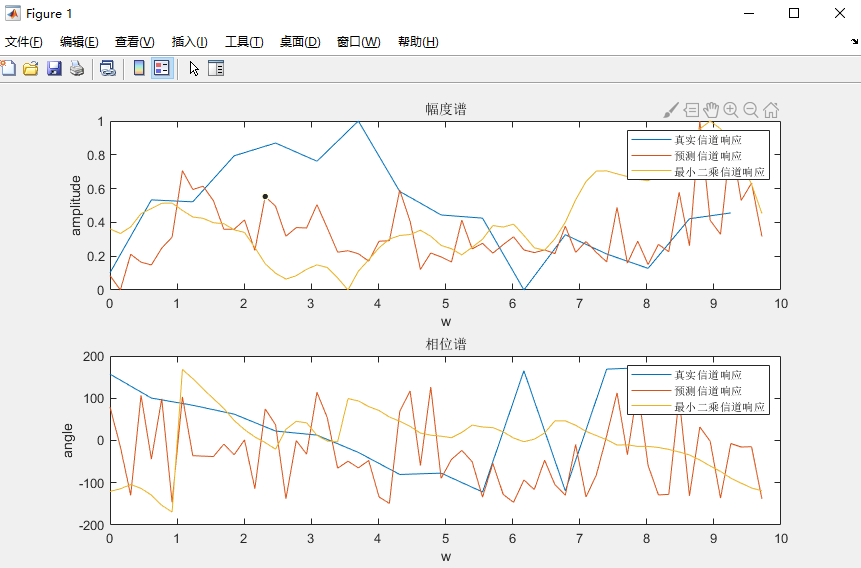 Figure 1
文件(F) 编辑(E) 查看(V) 插入(I) 工具(T) 桌面(D) 窗口(W) 帮助(H)
幅度谱
1
0.8
0.6
0.4
0.2
0
amplitude
真实信道响应
预测信道响应
最小二乘信道响应
0 1 2 3 4 5 6 7 8 9 10
w
相位谱
200
100
0
-100
-200
angle
真实信道响应
预测信道响应
最小二乘信道响应
0 1 2 3 4 5 6 7 8 9 10
w